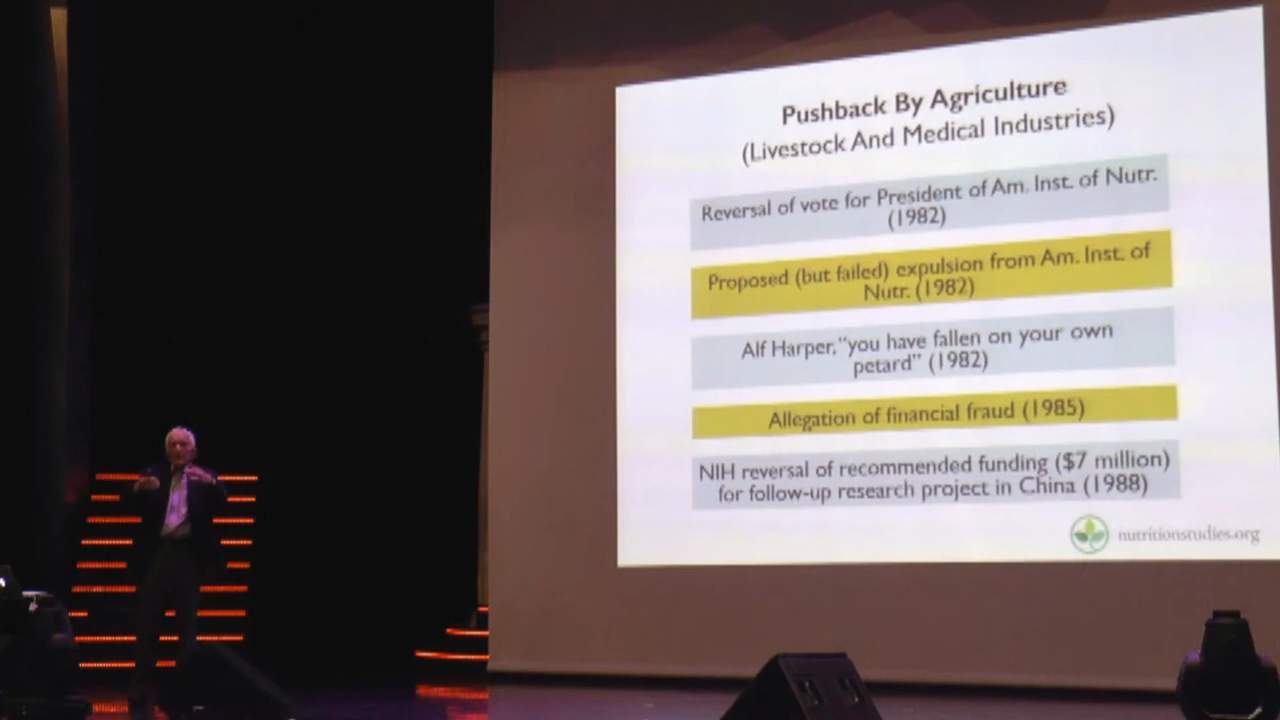 Pushback By Agriculture
(Livestock And Medical Industries)
Reversal of vote for President of Am. Inst. of Nutr.
(1982)
Proposed (but failed) expulsion from Am. Inst. of
Nutr. (1982)
Alf Harper, "you have fallen on your own
petard" (1982)
Allegation of financial fraud (1985)
NIH reversal of recommended funding ($7 million)
for follow-up research project in China (1988)
nutritionstudies.org